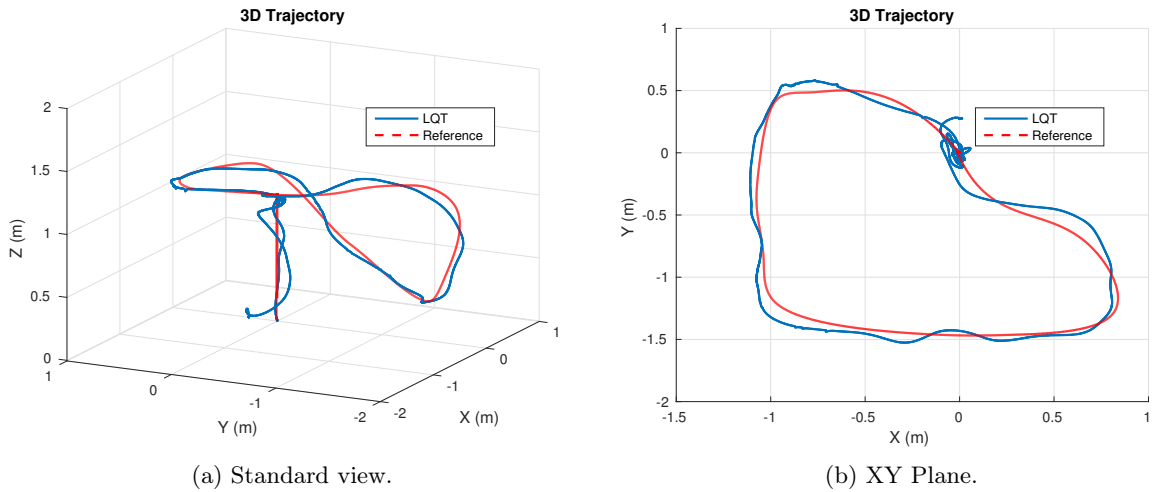 3D Trajectory
2
1.5
1
0.5
0
Z (m)
1
0
-1
-2
Y (m)
-2
-1
0
1
X (m)
LQT
Reference
(a) Standard view.
3D Trajectory
1
0.5
0
-0.5
-1
-1.5
-2
Y (m)
-1.5
-1
-0.5
0
0.5
1
X (m)
LQT
Reference
(b) XY Plane.